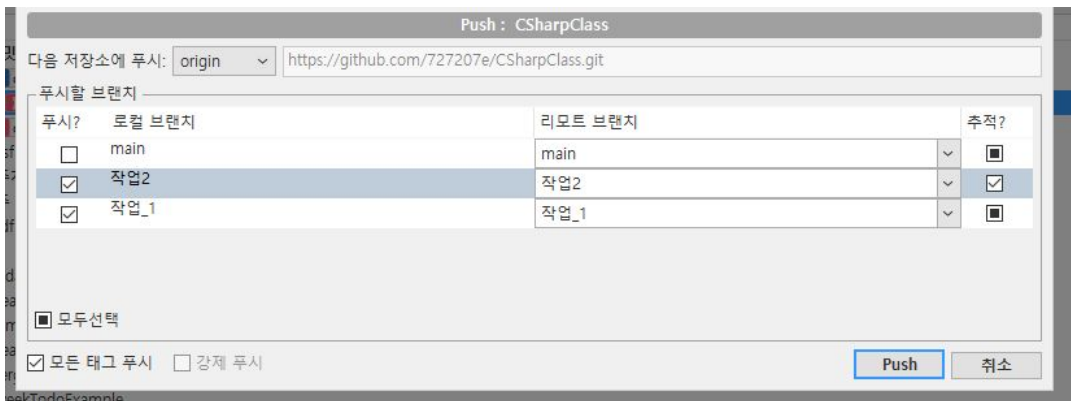 Push : CSharpClass
다음 저장소에 푸시: origin https://github.com/727207e/CSharpClass.git
푸시할 브랜치
푸시? 로컬 브랜치 리모트 브랜치 추적?
main main
작업2 작업2
작업_1 작업_1
모두선택
모든 태그 푸시 강제 푸시 Push 취소